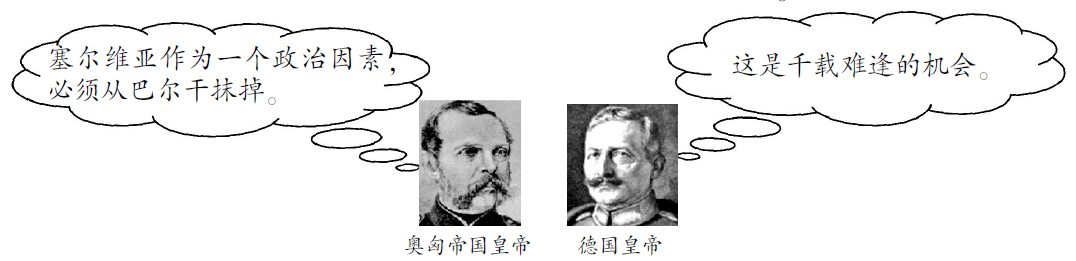 塞尔维亚作为一个政治因素，
必须从巴尔干抹掉。
这是千载难逢的机会。
奥匈帝国皇帝
德国皇帝